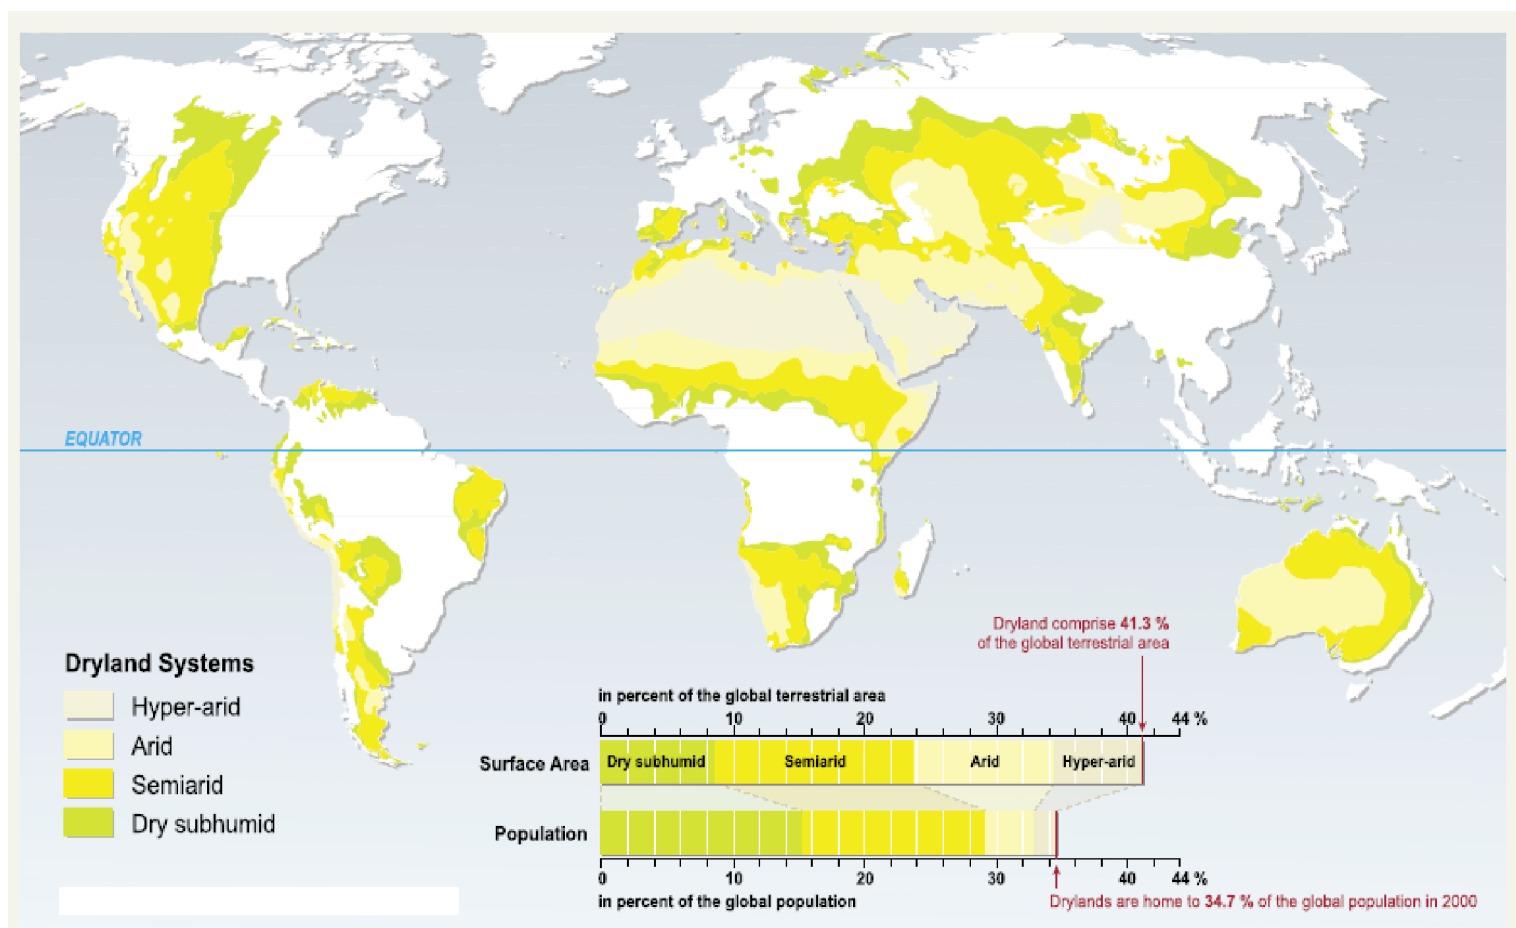 EQUATOR
Dryland Systems
Hyper-arid
Arid
Semiarid
Dry subhumid
Dryland comprise 41.3 %
of the global terrestrial area
in percent of the global terrestrial area
0 10 20 30 40 44 %
Surface Area Dry subhumid Semiarid Arid Hyper-arid
Population
0 10 20 30 40 44 %
in percent of the global population
Drylands are home to 34.7 % of the global population in 2000